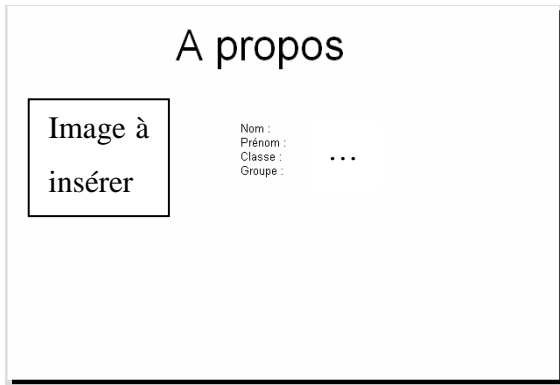 A propos
Image à
insérer
Nom :
Prénom :
Classe :
Groupe :
...